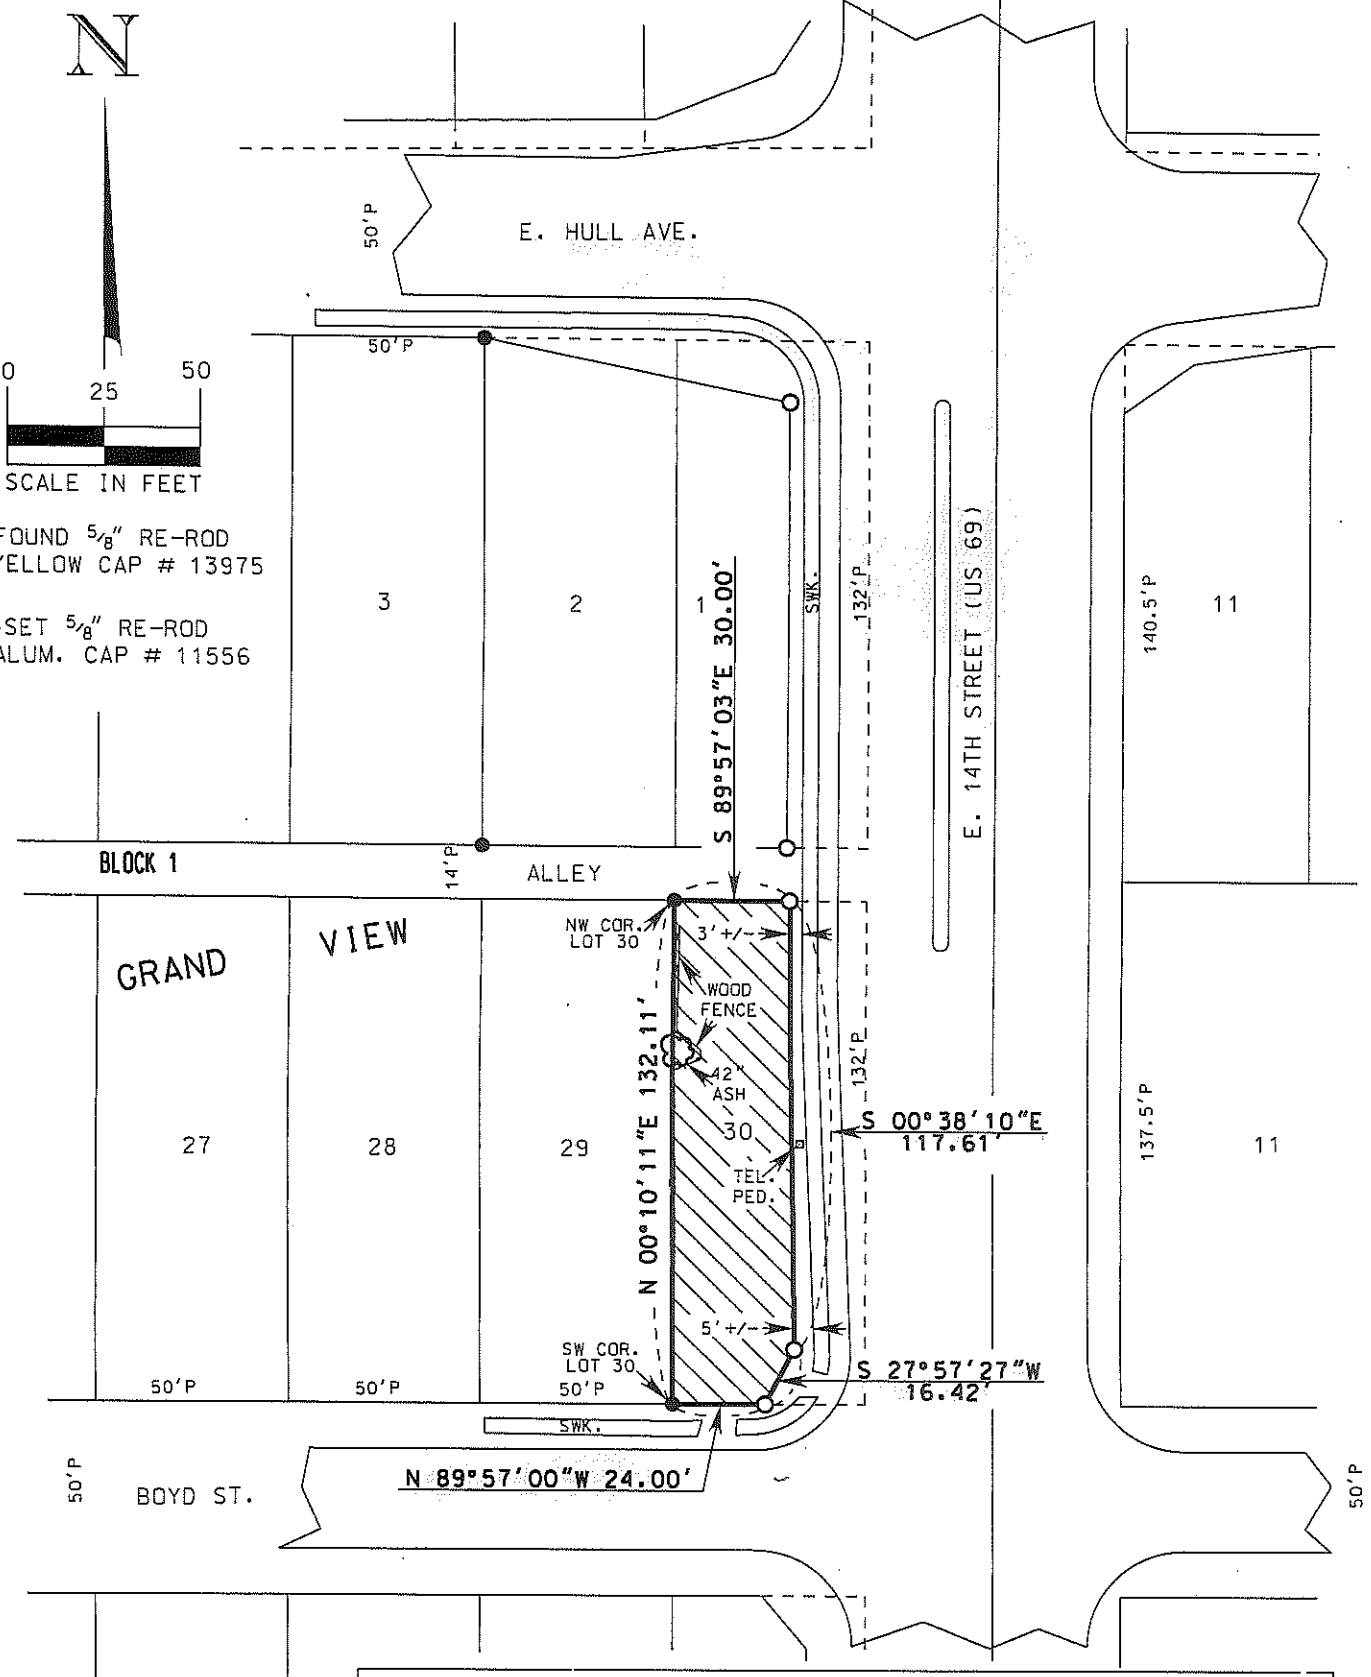 N
50'P
E. HULL AVE.
50'P
0
25
50
SCALE IN FEET
FOUND 5/8" RE-ROD
YELLOW CAP # 13975
SET 5/8" RE-ROD
ALUM. CAP # 11556
3
2
1
S 89°57'03"E 30.00'
SWK.
132'P
E. 14TH STREET (US 69)
140.5'P
11
BLOCK 1
14'P
ALLEY
GRAND VIEW
NW COR.
LOT 30
3'+/-
WOOD
FENCE
42"
ASH
30
TEL.
PED.
N 00°10'11"E 132.11'
132'P
S 00°38'10"E
117.61'
137.5'P
11
27
28
29
5'+/-
SW COR.
LOT 30
S 27°57'27"W
16.42'
50'P
50'P
50'P
SWK.
N 89°57'00"W 24.00'
50'P
BOYD ST.
50'P